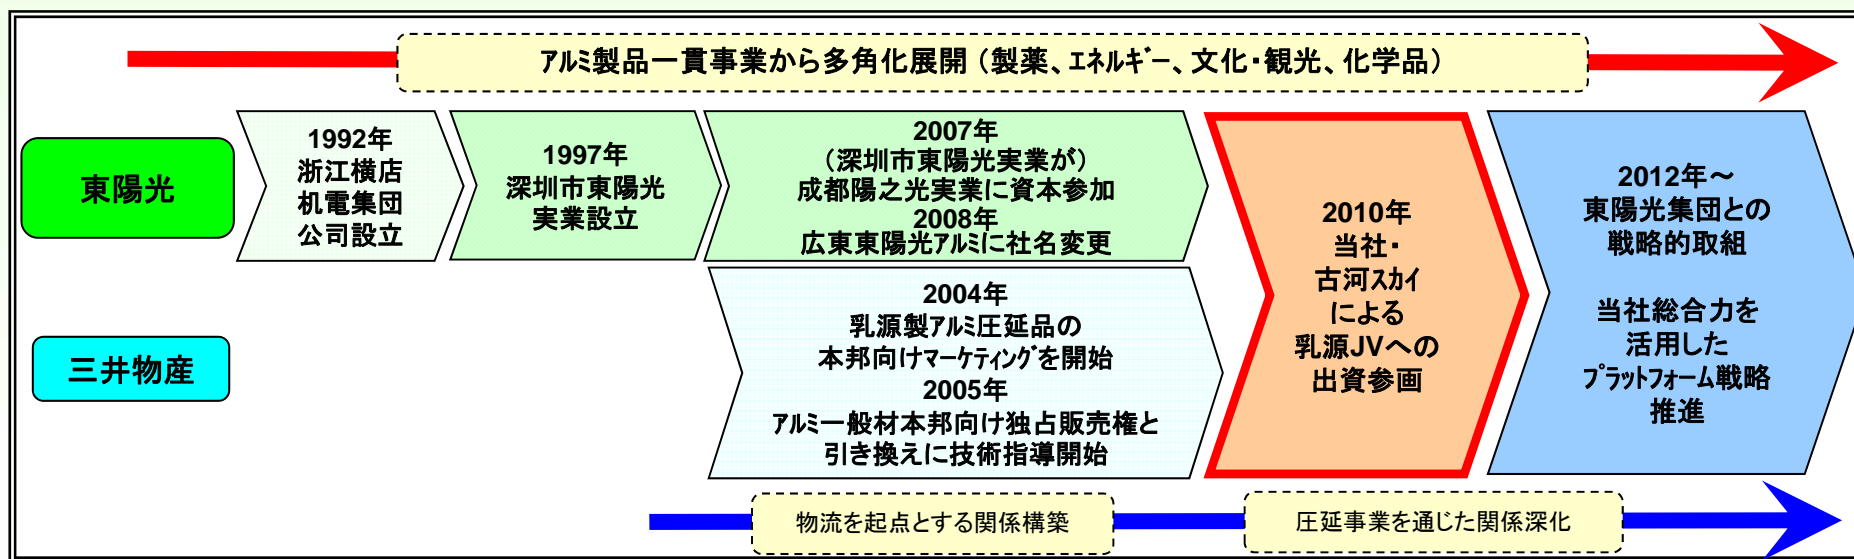 アルミ製品一貫事業から多角化展開（製薬、エネルギー、文化・観光、化学品）
東陽光
1992年
浙江横店
机電集団
公司設立
1997年
深圳市東陽光
実業設立
2007年
（深圳市東陽光実業が）
成都陽之光実業に資本参加
2008年
広東東陽光アルミに社名変更
三井物産
2004年
乳源製アルミ圧延品の
本邦向けマーケティングを開始
2005年
アルミ一般材本邦向け独占販売権と
引き換えに技術指導開始
2010年
当社・
古河スカイ
による
乳源JVへの
出資参画
2012年～
東陽光集団との
戦略的取組
当社総合力を
活用した
プラットフォーム戦略
推進
物流を起点とする関係構築
圧延事業を通じた関係深化